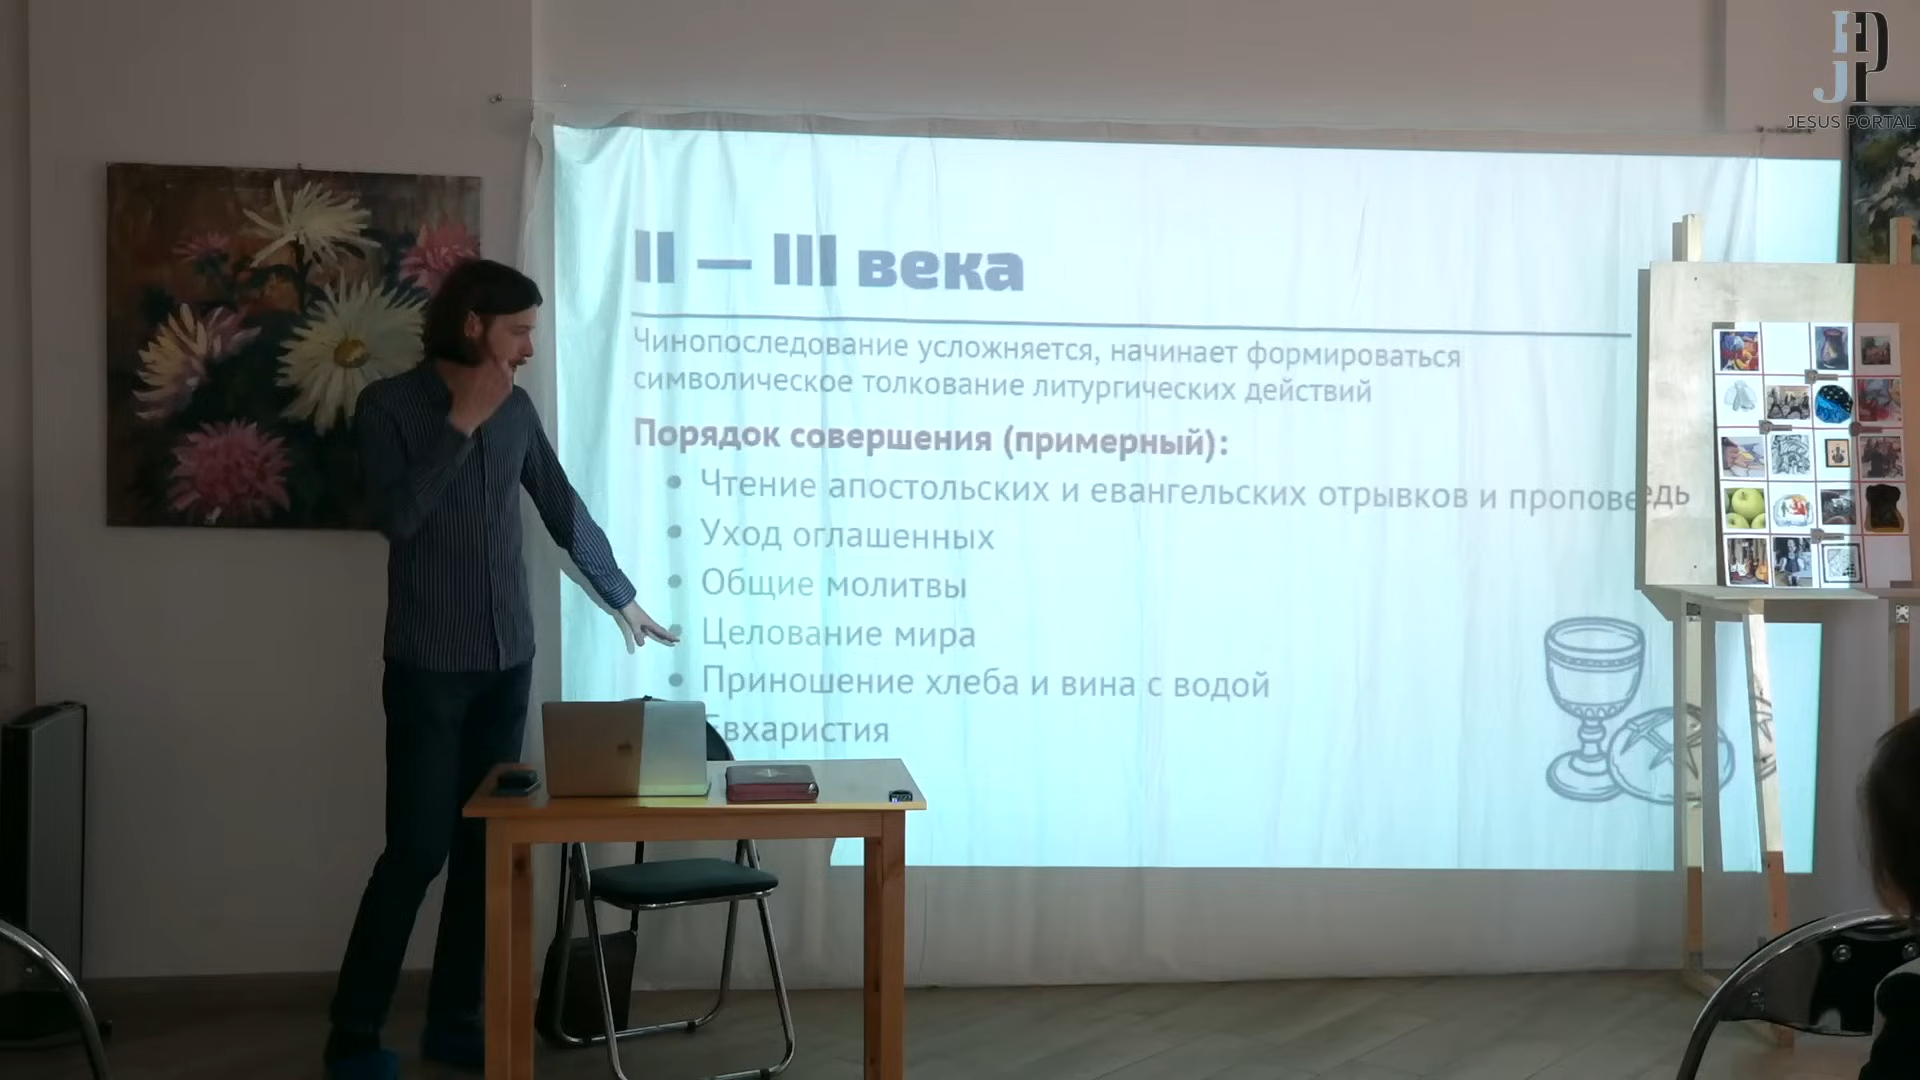 JESUS PORTAL
II — III века
Чинопоследование усложняется, начинает формироваться
символическое толкование литургических действий
Порядок совершения (примерный):
• Чтение апостольских и евангельских отрывков и проповедь
• Уход оглашенных
• Общие молитвы
• Целование мира
• Приношение хлеба и вина с водой
Евхаристия